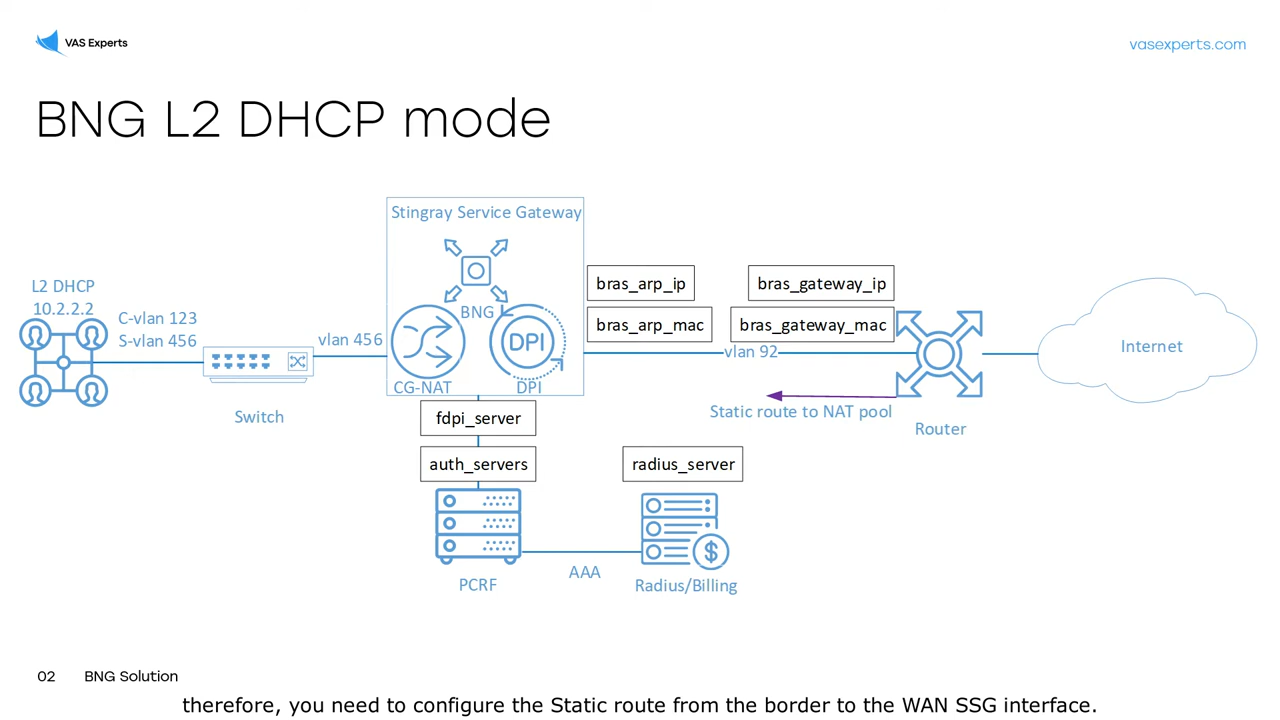 VAS Experts
vasexperts.com
BNG L2 DHCP mode
Stingray Service Gateway
L2 DHCP
10.2.2.2
C-vlan 123
S-vlan 456
vlan 456
BNG
DPI
CG-NAT
DPI
bras_arp_ip
bras_gateway_ip
bras_arp_mac
bras_gateway_mac
vlan 92
Internet
Static route to NAT pool
Switch
Router
fdpi_server
auth_servers
radius_server
$
AAA
PCRF
Radius/Billing
02 BNG Solution
therefore, you need to configure the Static route from the border to the WAN SSG interface.